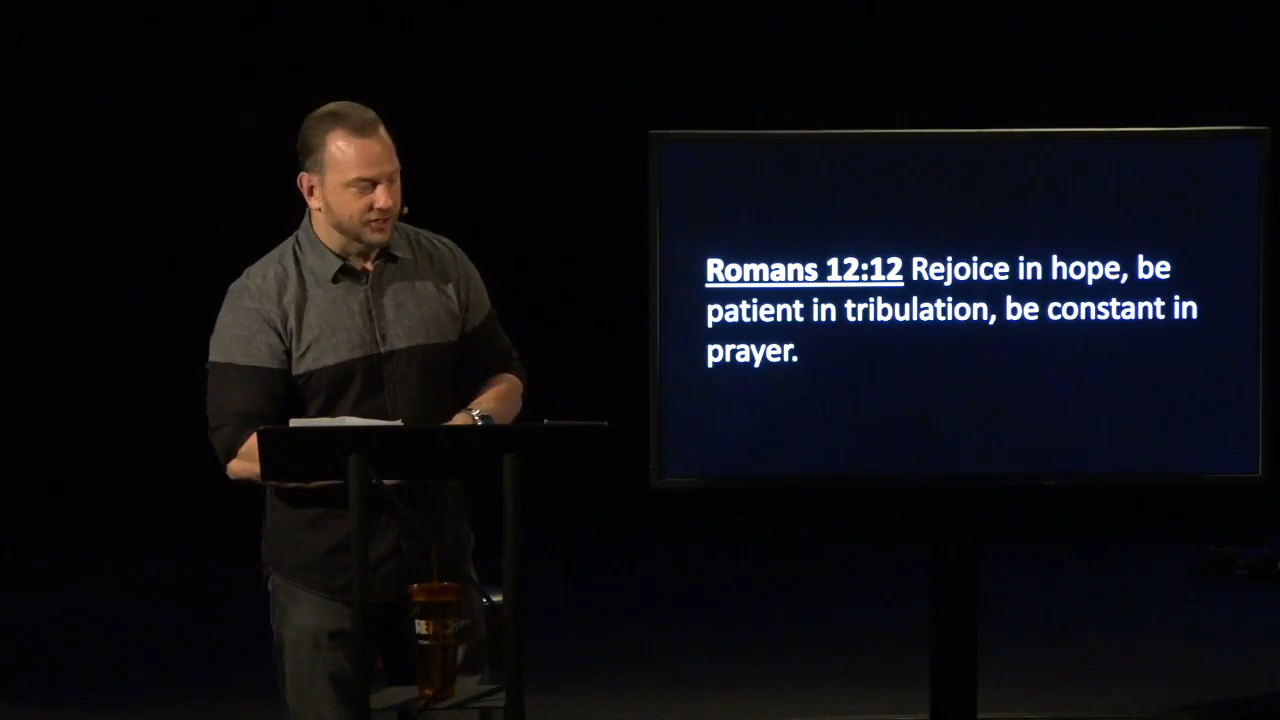 Romans 12:12 Rejoice in hope, be
patient in tribulation, be constant in
prayer.